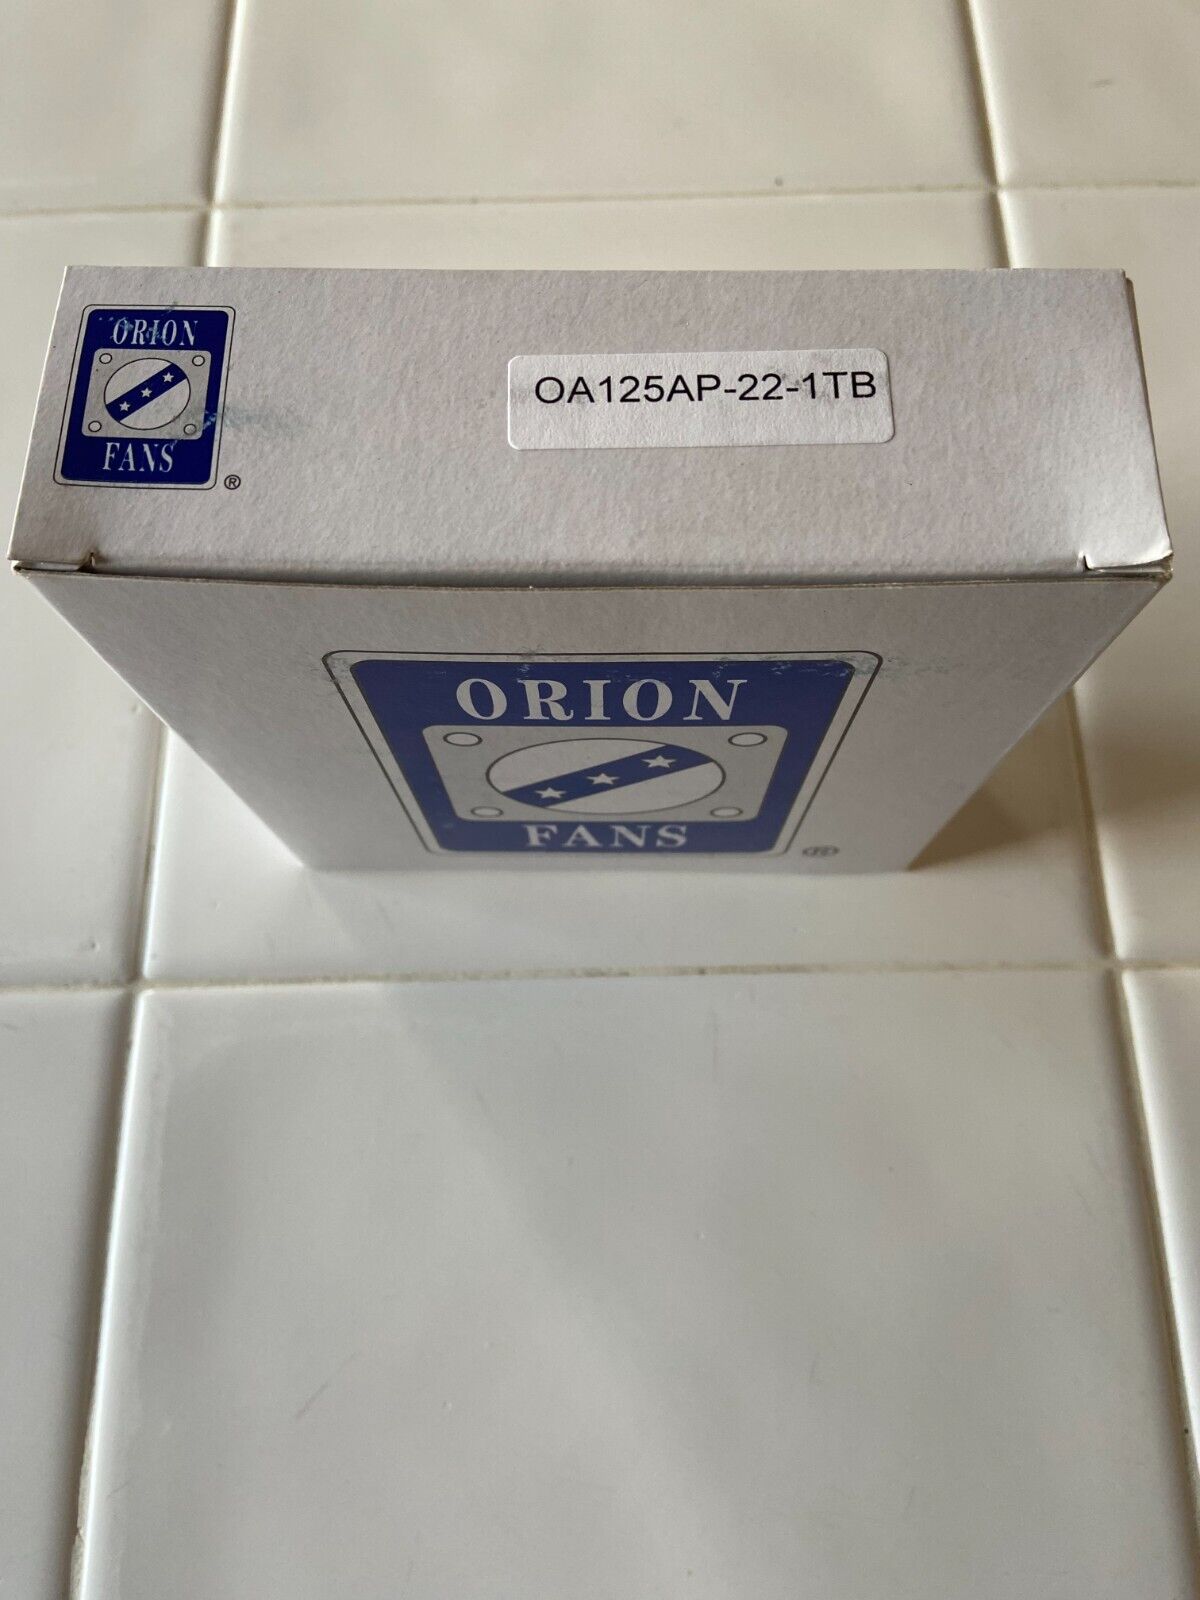 ORION
FANS
®
OA125AP-22-1TB
ORION
FANS
®